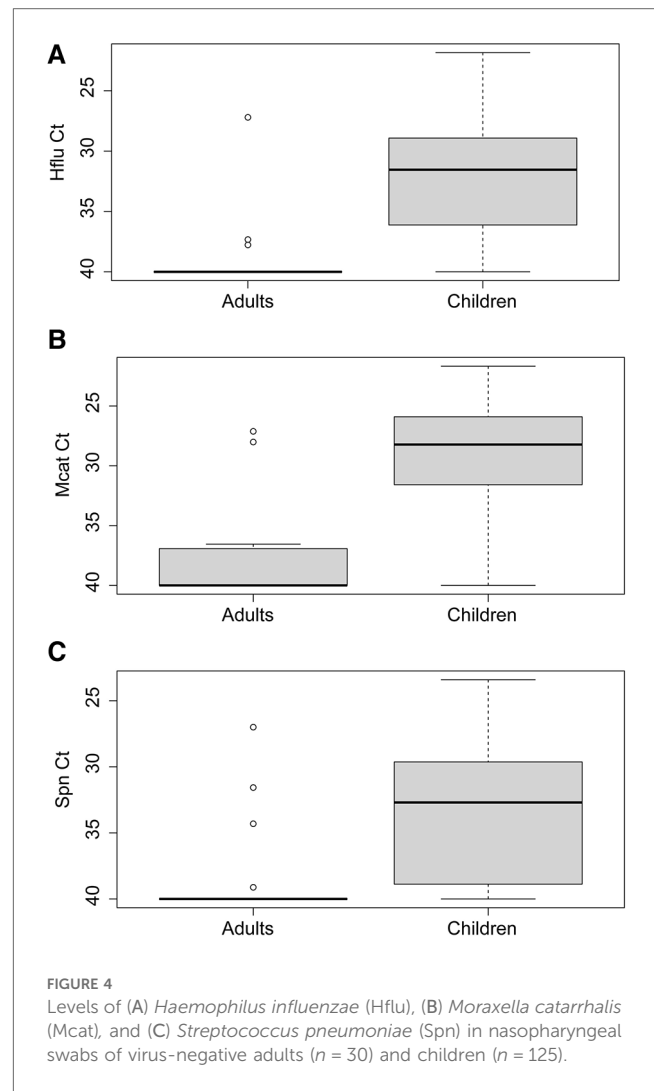 A
Hflu Ct
25
30
35
40
Adults Children
B
Mcat Ct
25
30
35
40
Adults Children
C
Spn Ct
25
30
35
40
Adults Children
FIGURE 4
Levels of (A) Haemophilus influenzae (Hflu), (B) Moraxella catarrhalis
(Mcat), and (C) Streptococcus pneumoniae (Spn) in nasopharyngeal
swabs of virus-negative adults (n = 30) and children (n = 125).